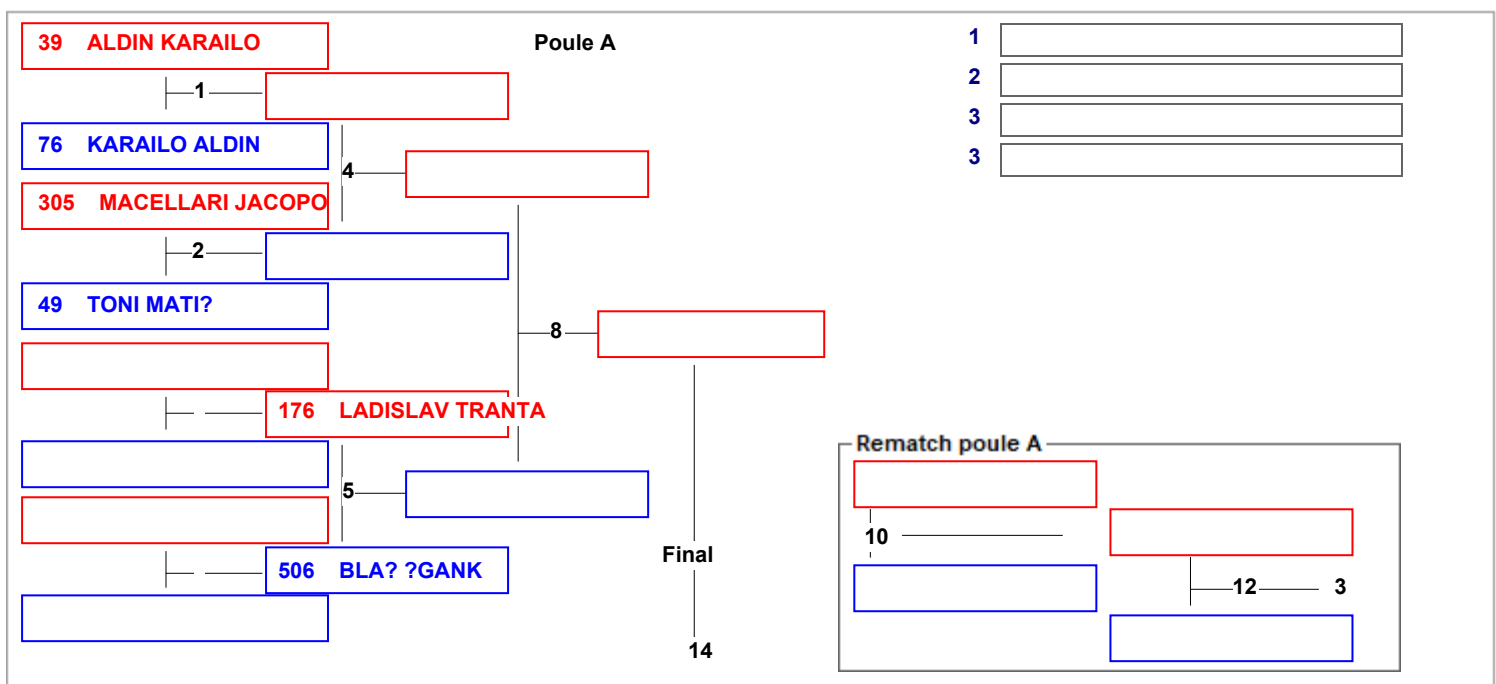 39 ALDIN KARAILO
Poule A
1
1
2
76 KARAILO ALDIN
3
4
3
305 MACELLARI JACOPO
2
49 TONI MATI?
8
176 LADISLAV TRANTA
Rematch poule A
5
10
Final
506 BLA? ?GANK
12 3
14